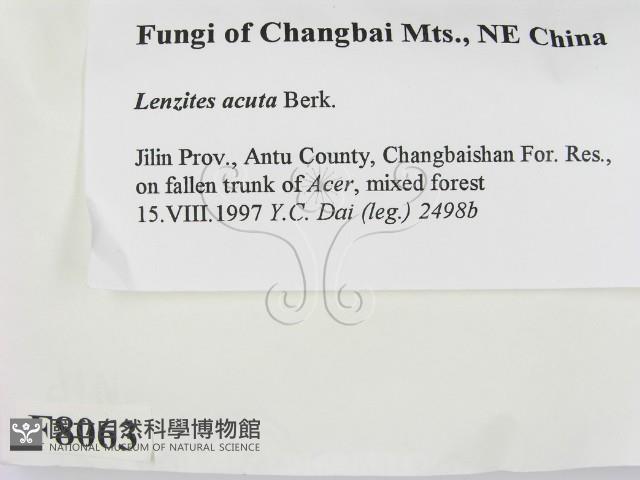 Fungi of Changbai Mts., NE China
Lenzites acuta Berk.
Jilin Prov., Antu County, Changbaishan For. Res.,
on fallen trunk of Acer, mixed forest
15.VIII.1997 Y.C. Dai (leg.) 2498b
F8063
國立自然科學博物館
NATIONAL MUSEUM OF NATURAL SCIENCE